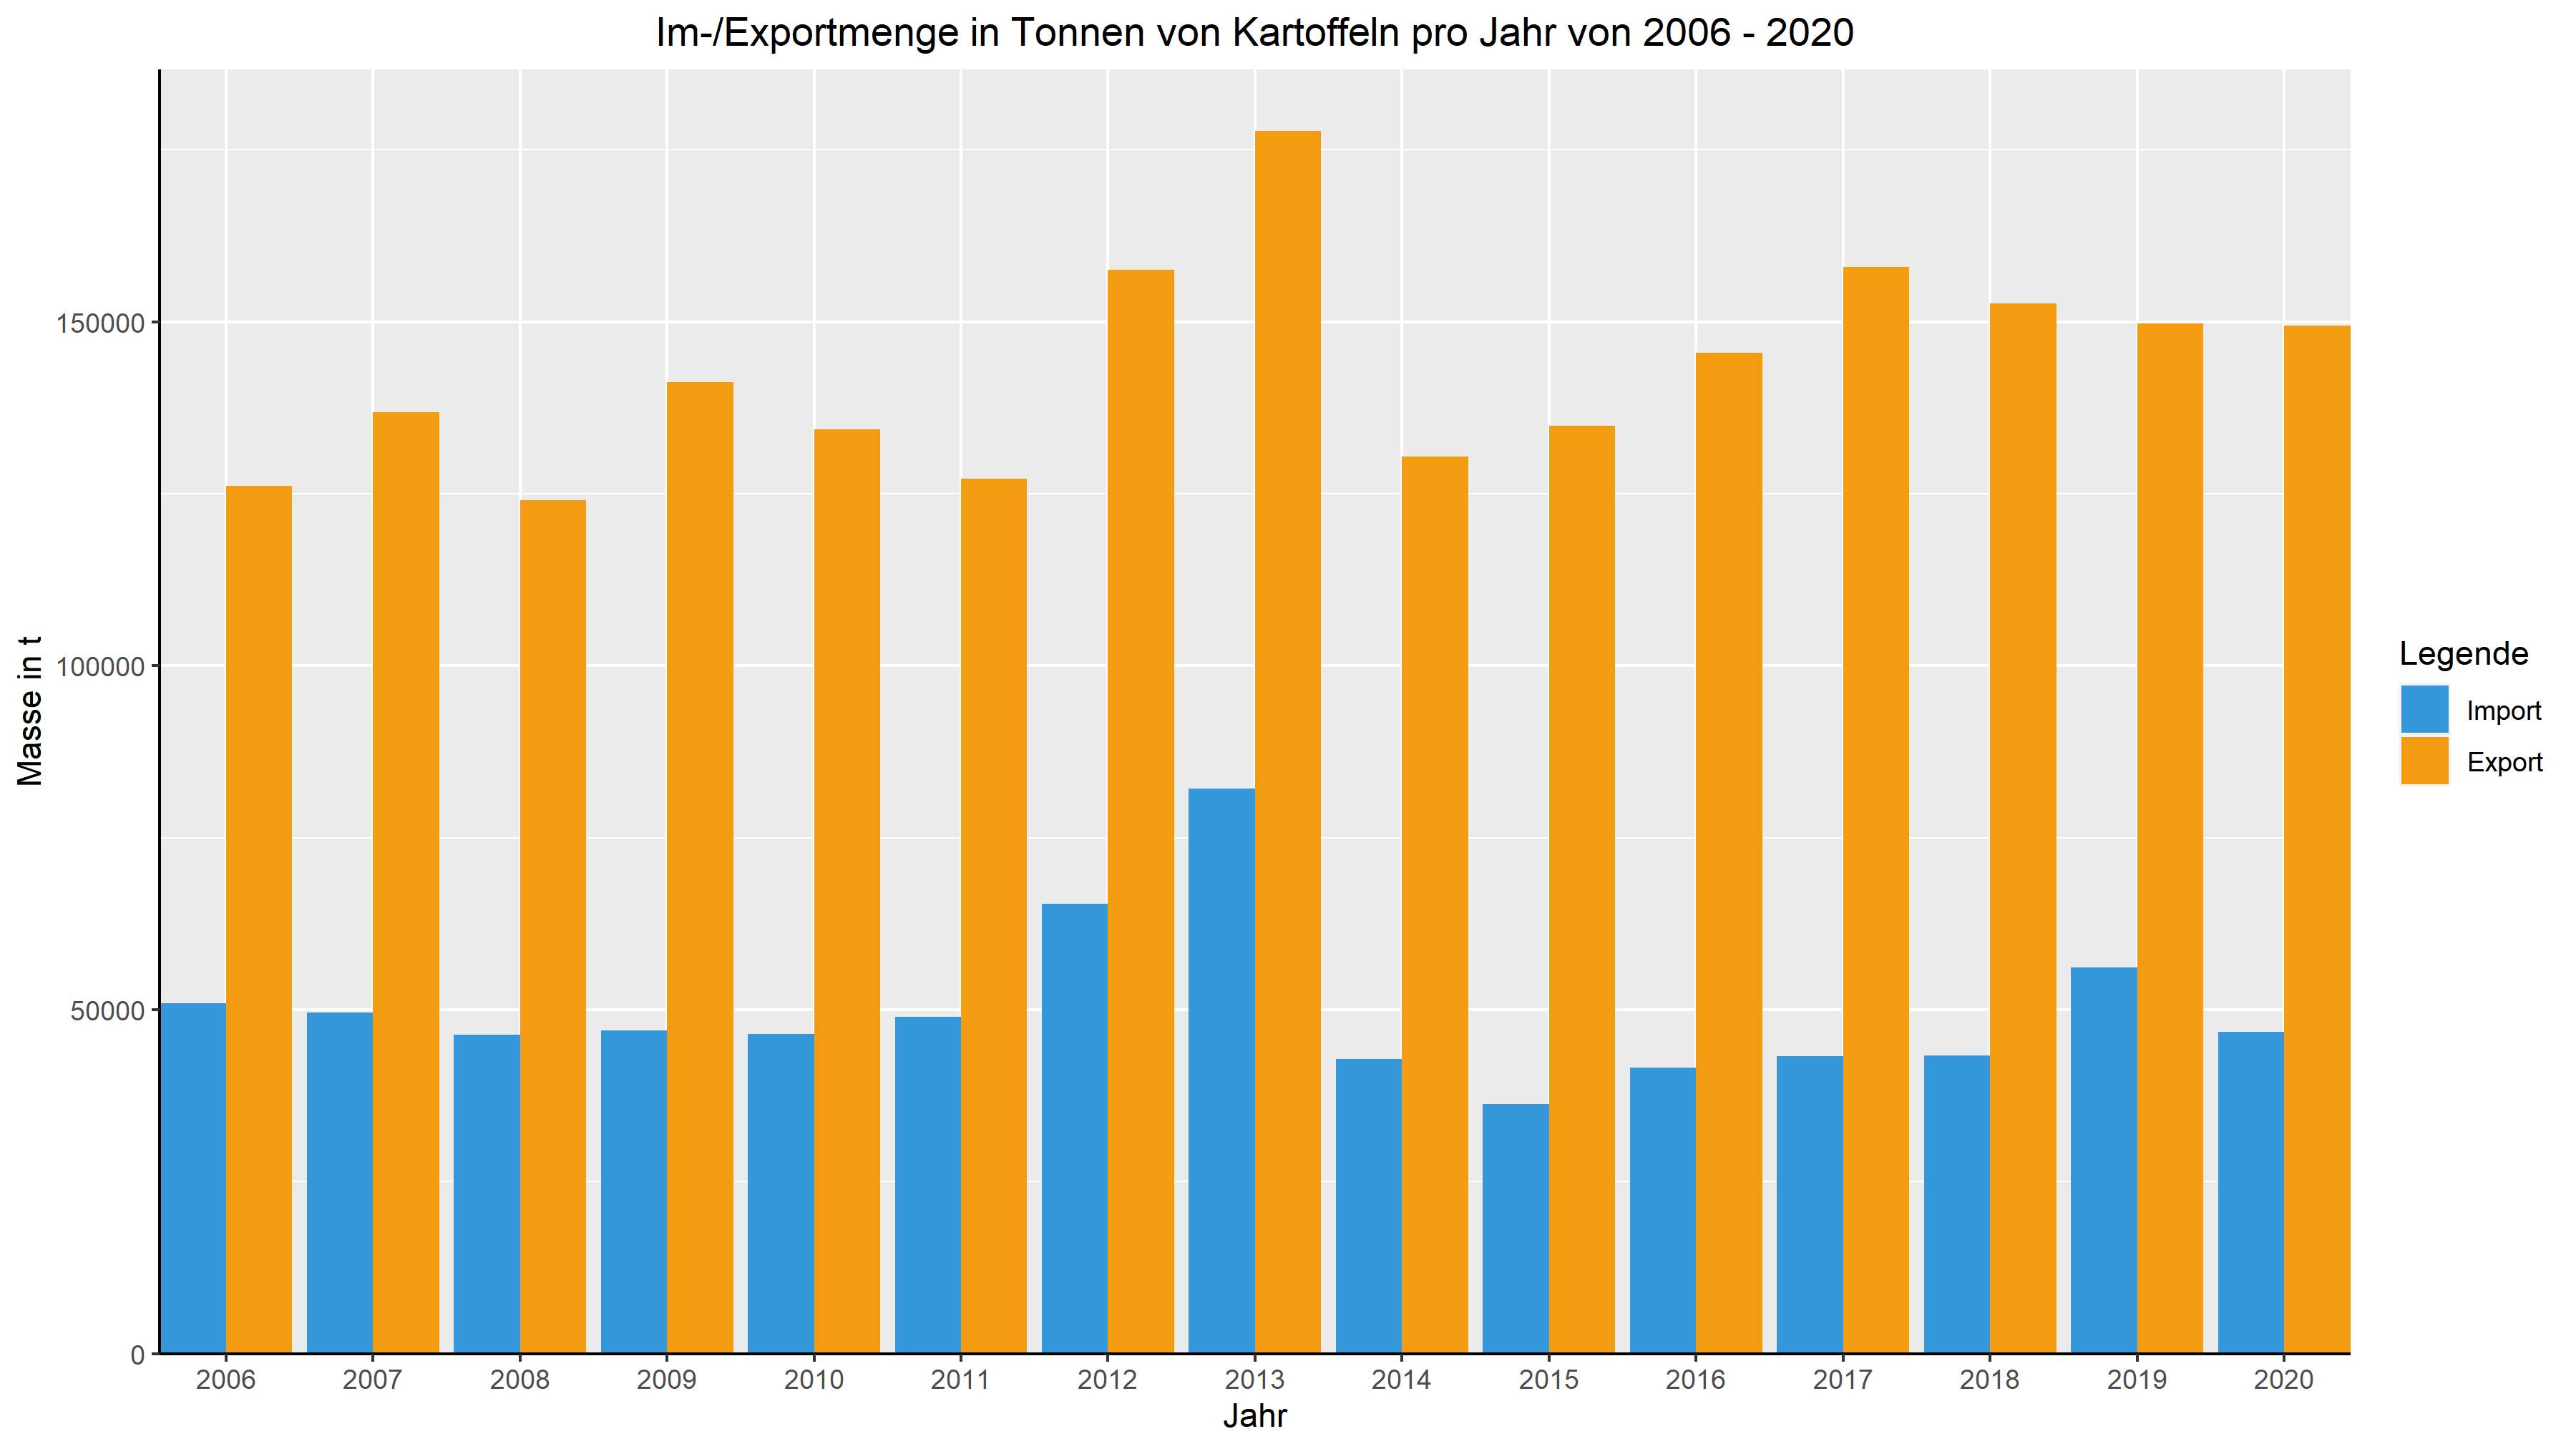 Im-/Exportmenge in Tonnen von Kartoffeln pro Jahr von 2006 - 2020
Masse in t
150000
100000
50000
0
2006 2007 2008 2009 2010 2011 2012 2013 2014 2015 2016 2017 2018 2019 2020
Jahr
Legende
Import
Export